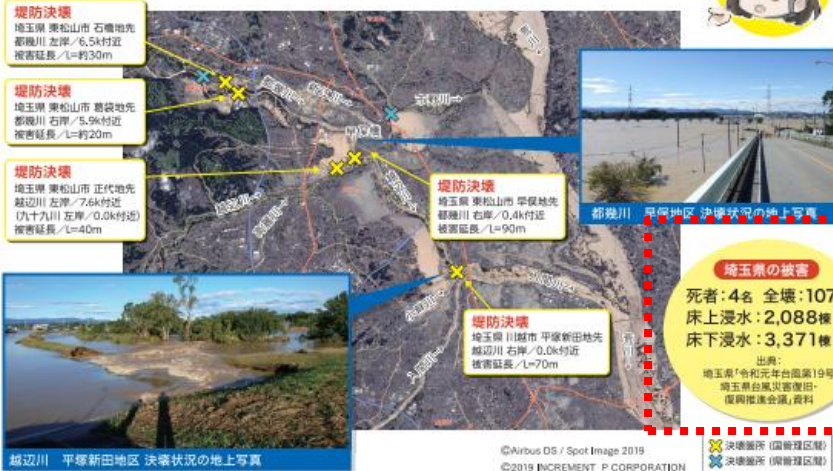 堤防決壊
埼玉県 東松山市 石橋地先
都幾川 左岸/6.5k付近
被害延長/L=約30m
堤防決壊
埼玉県 東松山市 葛袋地先
都幾川 右岸/5.9k付近
被害延長/L=約20m
堤防決壊
埼玉県 東松山市 正代地先
越辺川 左岸/7.6k付近
(九十九川 左岸/0.0k付近)
被害延長/L=40m
市野川→
早俣橋
堤防決壊
埼玉県 東松山市 早俣地先
都幾川 右岸/0.4k付近
被害延長/L=90m
都幾川 早俣地区 決壊状況の地上写真
堤防決壊
埼玉県 川越市 平塚新田地先
越辺川 右岸/0.0k付近
被害延長/L=70m
小畔川→
入間川→
荒川
埼玉県の被害
死者:4名 全壊:107
床上浸水:2,088棟
床下浸水:3,371棟
出典:
埼玉県「令和元年台風第19号
埼玉県台風災害復旧・
復興推進会議」資料
越辺川 平塚新田地区 決壊状況の地上写真
©Airbus DS / Spot Image 2019
©2019 INCREMENT P CORPORATION
決壊箇所(国管理区間)
決壊箇所(県管理区間)